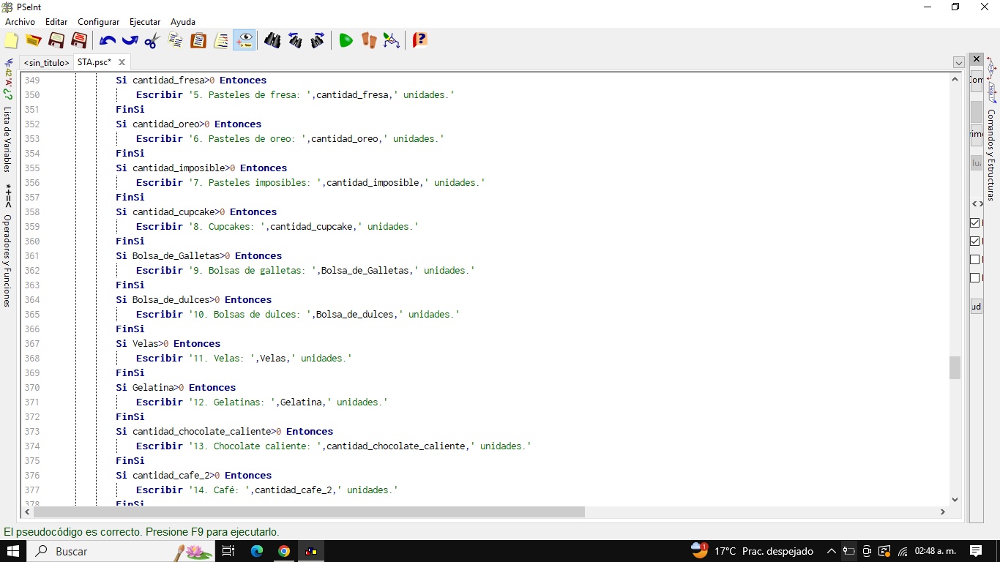 PSeInt
Archivo Editar Configurar Ejecutar Ayuda
<sin_titulo> STA.psc*
349 Si cantidad_fresa>0 Entonces
350 Escribir '5. Pasteles de fresa: ',cantidad_fresa,' unidades.'
351 FinSi
352 Si cantidad_oreo>0 Entonces
353 Escribir '6. Pasteles de oreo: ',cantidad_oreo,' unidades.'
354 FinSi
355 Si cantidad_imposible>0 Entonces
356 Escribir '7. Pasteles imposibles: ',cantidad_imposible,' unidades.'
357 FinSi
358 Si cantidad_cupcake>0 Entonces
359 Escribir '8. Cupcakes: ',cantidad_cupcake,' unidades.'
360 FinSi
361 Si Bolsa_de_Galletas>0 Entonces
362 Escribir '9. Bolsas de galletas: ',Bolsa_de_Galletas,' unidades.'
363 FinSi
364 Si Bolsa_de_dulces>0 Entonces
365 Escribir '10. Bolsas de dulces: ',Bolsa_de_dulces,' unidades.'
366 FinSi
367 Si Velas>0 Entonces
368 Escribir '11. Velas: ',Velas,' unidades.'
369 FinSi
370 Si Gelatina>0 Entonces
371 Escribir '12. Gelatinas: ',Gelatina,' unidades.'
372 FinSi
373 Si cantidad_chocolate_caliente>0 Entonces
374 Escribir '13. Chocolate caliente: ',cantidad_chocolate_caliente,' unidades.'
375 FinSi
376 Si cantidad_cafe_2>0 Entonces
377 Escribir '14. Café: ',cantidad_cafe_2,' unidades.'
378 FinSi
42 'A' ¿? Lista de Variables
*+=< Operadores y Funciones
Comandos y Estructuras
El pseudocódigo es correcto. Presione F9 para ejecutarlo.
Buscar
1 17°C Prac. despejado 02:48 a. m.